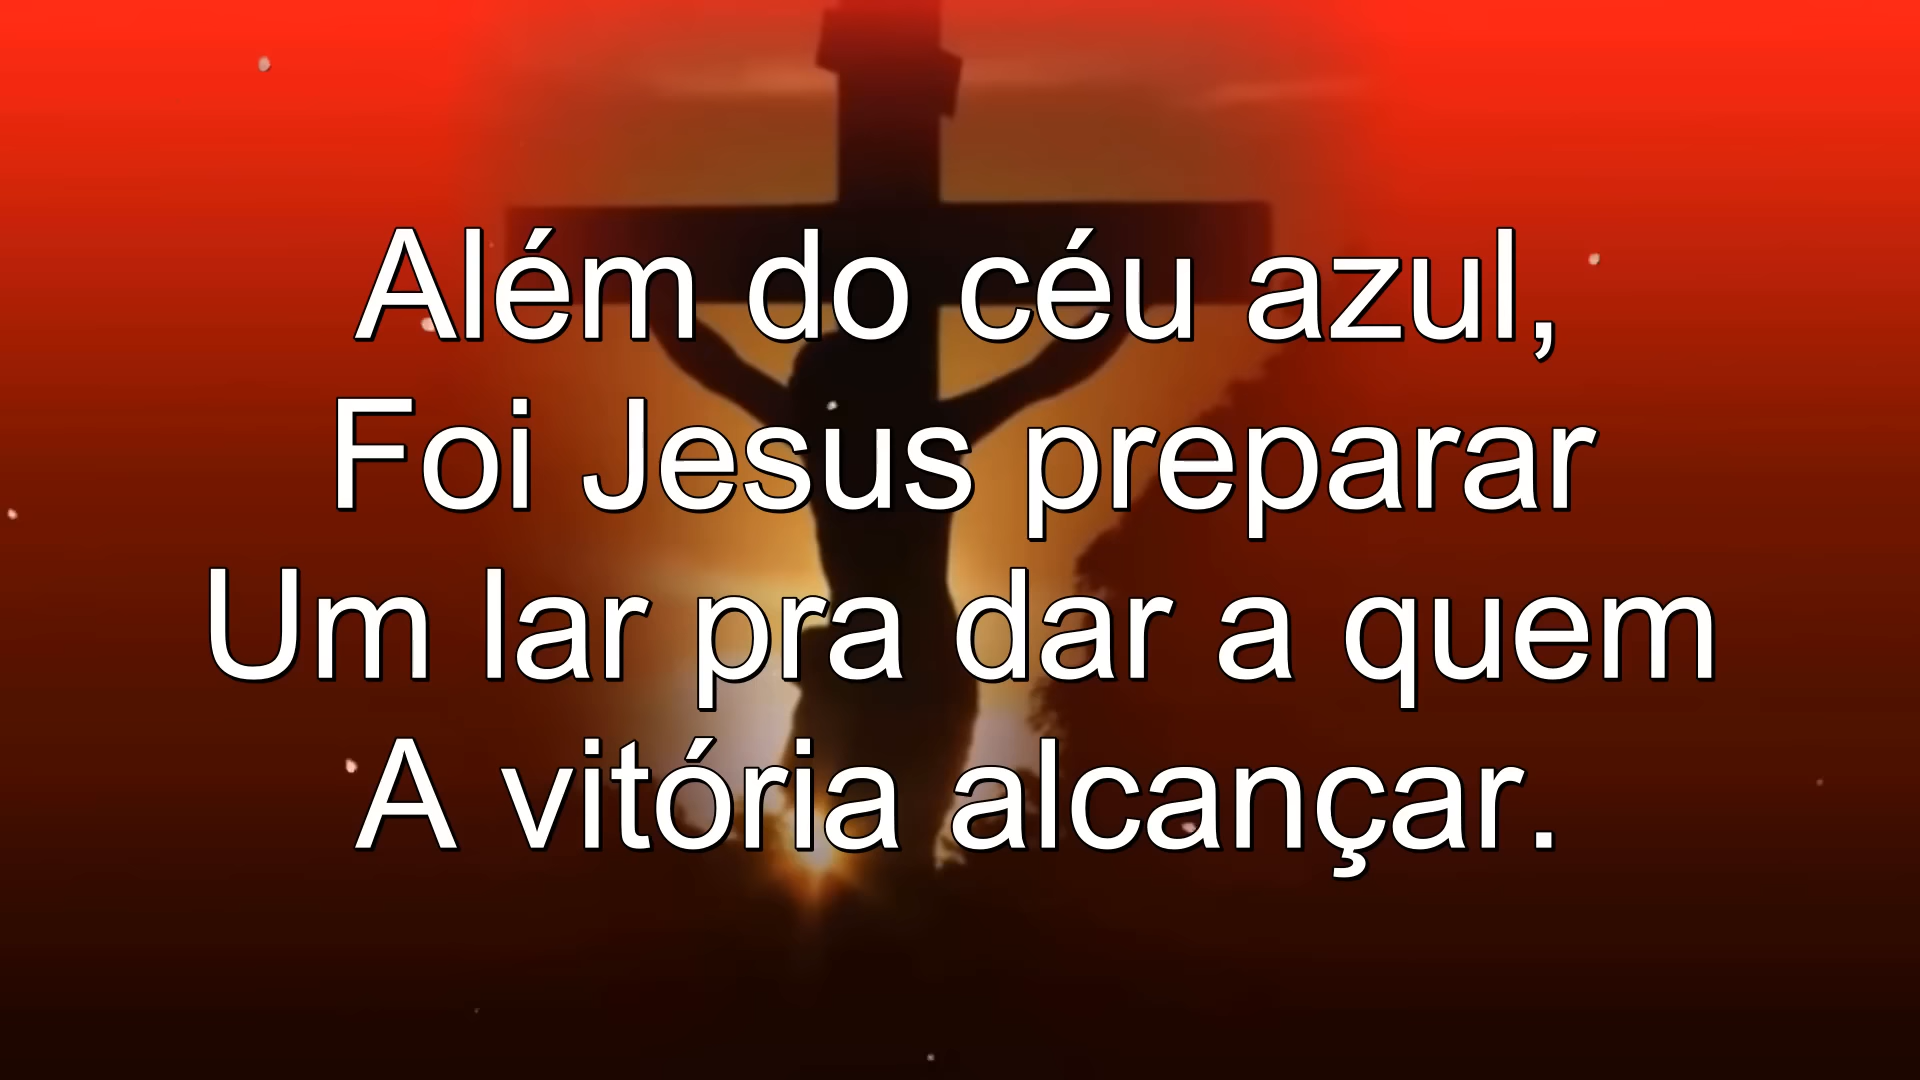 Além do céu azul,
Foi Jesus preparar
Um lar pra dar a quem
A vitória alcançar.